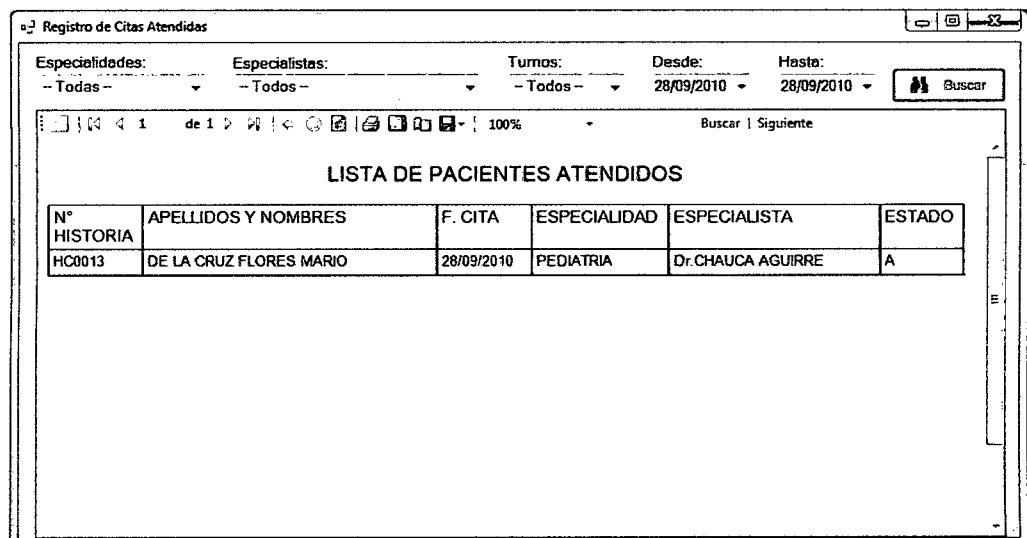 Registro de Citas Atendidas
Especialidades: Especialistas: Turnos: Desde: Hasta:
-- Todas -- -- Todos -- -- Todos -- 28/09/2010 28/09/2010 Buscar
1 de 1 100% Buscar | Siguiente
LISTA DE PACIENTES ATENDIDOS
N° APELLIDOS Y NOMBRES F. CITA ESPECIALIDAD ESPECIALISTA ESTADO
HISTORIA
HC0013 DE LA CRUZ FLORES MARIO 28/09/2010 PEDIATRIA Dr.CHAUCA AGUIRRE A